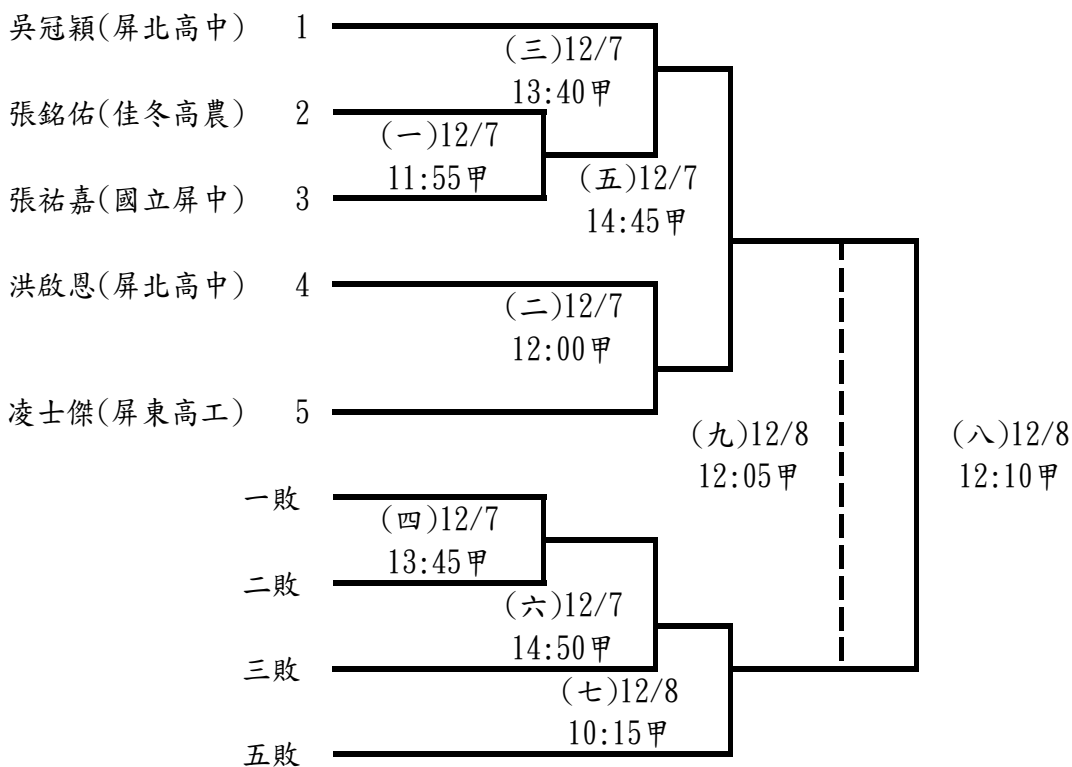 吳冠穎(屏北高中) 1
(三)12/7
13:40甲
張銘佑(佳冬高農) 2
(一)12/7
11:55甲
張祐嘉(國立屏中) 3
(五)12/7
14:45甲
洪啟恩(屏北高中) 4
(二)12/7
12:00甲
凌士傑(屏東高工) 5
(九)12/8
12:05甲
(八)12/8
12:10甲
一敗
(四)12/7
13:45甲
二敗
(六)12/7
14:50甲
三敗
(七)12/8
10:15甲
五敗